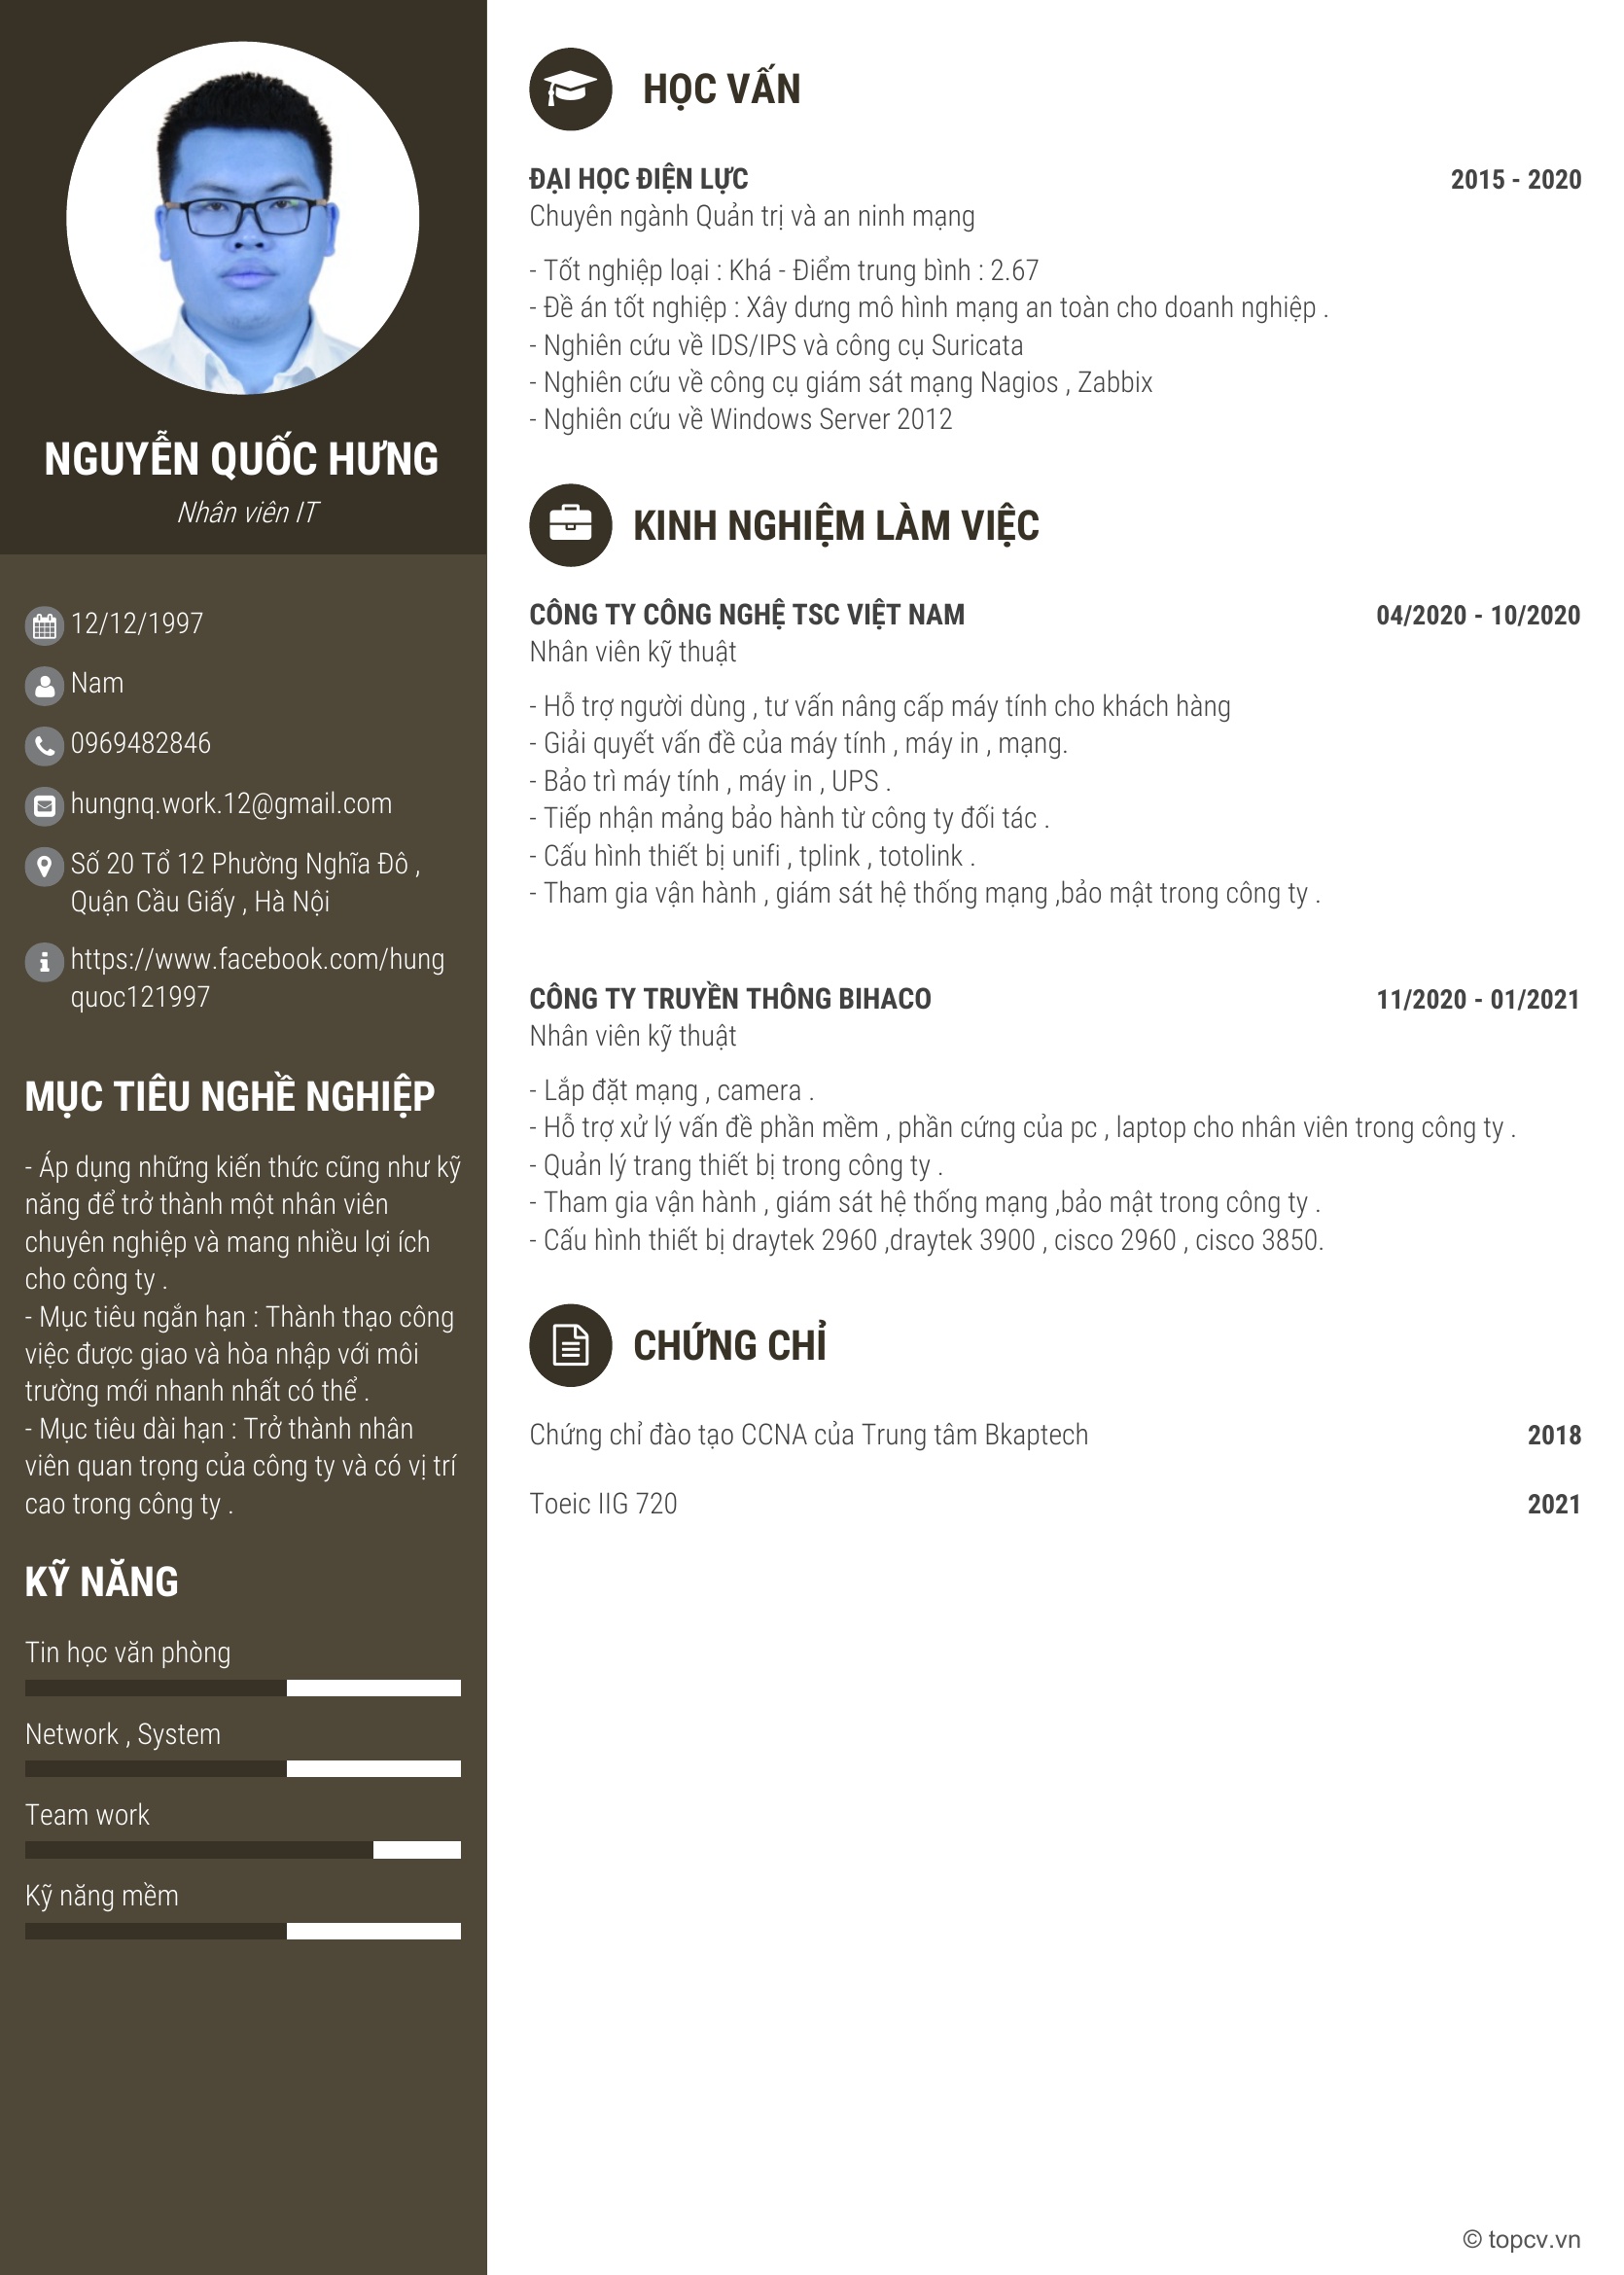 NGUYỄN QUỐC HƯNG
Nhân viên IT
12/12/1997
Nam
0969482846
hungnq.work.12@gmail.com
Số 20 Tổ 12 Phường Nghĩa Đô ,
Quận Cầu Giấy , Hà Nội
https://www.facebook.com/hung
quoc121997
MỤC TIÊU NGHỀ NGHIỆP
- Áp dụng những kiến thức cũng như kỹ
năng để trở thành một nhân viên
chuyên nghiệp và mang nhiều lợi ích
cho công ty .
- Mục tiêu ngắn hạn : Thành thạo công
việc được giao và hòa nhập với môi
trường mới nhanh nhất có thể .
- Mục tiêu dài hạn : Trở thành nhân
viên quan trọng của công ty và có vị trí
cao trong công ty .
KỸ NĂNG
Tin học văn phòng
Network , System
Team work
Kỹ năng mềm
HỌC VẤN
ĐẠI HỌC ĐIỆN LỰC 2015 - 2020
Chuyên ngành Quản trị và an ninh mạng
- Tốt nghiệp loại : Khá - Điểm trung bình : 2.67
- Đề án tốt nghiệp : Xây dưng mô hình mạng an toàn cho doanh nghiệp .
- Nghiên cứu về IDS/IPS và công cụ Suricata
- Nghiên cứu về công cụ giám sát mạng Nagios , Zabbix
- Nghiên cứu về Windows Server 2012
KINH NGHIỆM LÀM VIỆC
CÔNG TY CÔNG NGHỆ TSC VIỆT NAM 04/2020 - 10/2020
Nhân viên kỹ thuật
- Hỗ trợ người dùng , tư vấn nâng cấp máy tính cho khách hàng
- Giải quyết vấn đề của máy tính , máy in , mạng.
- Bảo trì máy tính , máy in , UPS .
- Tiếp nhận mảng bảo hành từ công ty đối tác .
- Cấu hình thiết bị unifi , tplink , totolink .
- Tham gia vận hành , giám sát hệ thống mạng ,bảo mật trong công ty .
CÔNG TY TRUYỀN THÔNG BIHACO 11/2020 - 01/2021
Nhân viên kỹ thuật
- Lắp đặt mạng , camera .
- Hỗ trợ xử lý vấn đề phần mềm , phần cứng của pc , laptop cho nhân viên trong công ty .
- Quản lý trang thiết bị trong công ty .
- Tham gia vận hành , giám sát hệ thống mạng ,bảo mật trong công ty .
- Cấu hình thiết bị draytek 2960 ,draytek 3900 , cisco 2960 , cisco 3850.
CHỨNG CHỈ
Chứng chỉ đào tạo CCNA của Trung tâm Bkaptech 2018
Toeic IIG 720 2021
© topcv.vn